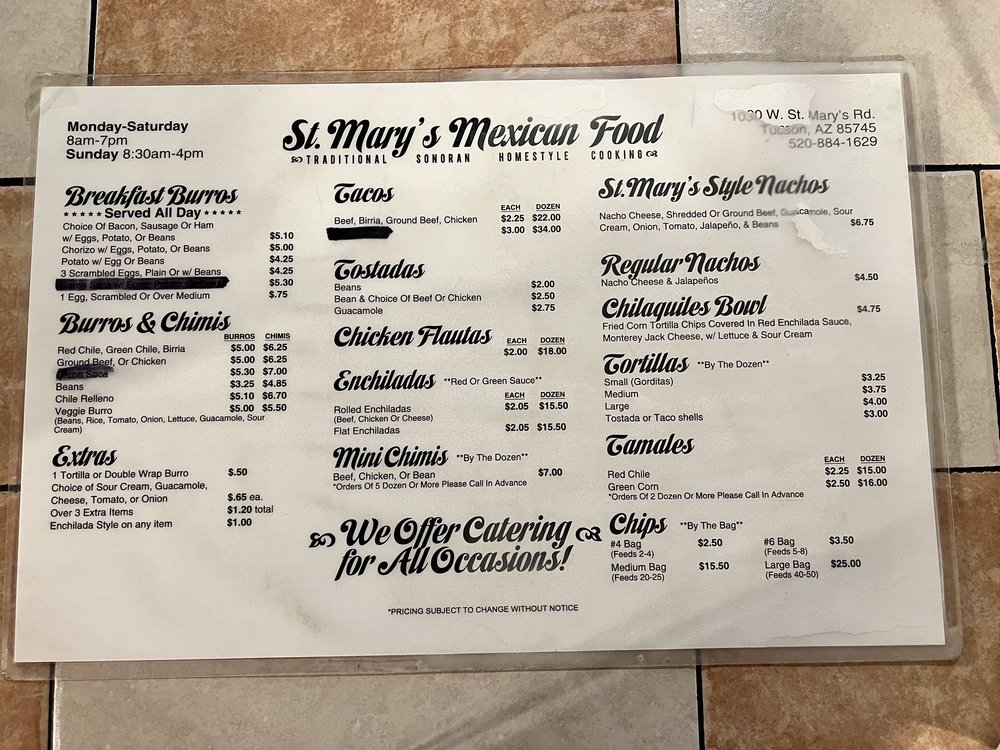 Monday-Saturday
8am-7pm
Sunday 8:30am-4pm
St. Mary's Mexican Food
TRADITIONAL SONORAN HOMESTYLE COOKING
W. St. Mary's Rd.
Tucson, AZ 85745
520-884-1629
Breakfast Burros
***** Served All Day *****
Choice Of Bacon, Sausage Or Ham
w/ Eggs, Potato, Or Beans $5.10
Chorizo w/ Eggs, Potato, Or Beans $5.00
Potato w/ Egg Or Beans $4.25
3 Scrambled Eggs, Plain Or w/ Beans $4.25
Carne Seca w/ Eggs, Potato, Or Beans $5.30
1 Egg, Scrambled Or Over Medium $.75
Burros & Chimis
BURROS CHIMIS
Red Chile, Green Chile, Birria $5.00 $6.25
Ground Beef, Or Chicken $5.00 $6.25
Carne Seca $5.30 $7.00
Beans $3.25 $4.85
Chile Relleno $5.10 $6.70
Veggie Burro $5.00 $5.50
(Beans, Rice, Tomato, Onion, Lettuce, Guacamole, Sour
Cream)
Extras
1 Tortilla or Double Wrap Burro $.50
Choice of Sour Cream, Guacamole,
Cheese, Tomato, or Onion $.65 ea.
Over 3 Extra Items $1.20 total
Enchilada Style on any item $1.00
Tacos
EACH DOZEN
Beef, Birria, Ground Beef, Chicken $2.25 $22.00
$3.00 $34.00
Tostadas
Beans $2.00
Bean & Choice Of Beef Or Chicken $2.50
Guacamole $2.75
Chicken Flautas
EACH DOZEN
$2.00 $18.00
Enchiladas **Red Or Green Sauce**
EACH DOZEN
Rolled Enchiladas $2.05 $15.50
(Beef, Chicken Or Cheese)
Flat Enchiladas $2.05 $15.50
Mini Chimis **By The Dozen**
Beef, Chicken, Or Bean $7.00
*Orders Of 5 Dozen Or More Please Call In Advance
We Offer Catering
for All Occasions!
St. Mary's Style Nachos
Nacho Cheese, Shredded Or Ground Beef, Guacamole, Sour
Cream, Onion, Tomato, Jalapeño, & Beans $6.75
Regular Nachos
Nacho Cheese & Jalapeños $4.50
Chilaquiles Bowl $4.75
Fried Corn Tortilla Chips Covered In Red Enchilada Sauce,
Monterey Jack Cheese, w/ Lettuce & Sour Cream
Tortillas **By The Dozen**
Small (Gorditas) $3.25
Medium $3.75
Large $4.00
Tostada or Taco shells $3.00
Tamales
EACH DOZEN
Red Chile $2.25 $15.00
Green Corn $2.50 $16.00
*Orders Of 2 Dozen Or More Please Call In Advance
Chips **By The Bag**
#4 Bag $2.50 #6 Bag $3.50
(Feeds 2-4) (Feeds 5-8)
Medium Bag $15.50 Large Bag $25.00
(Feeds 20-25) (Feeds 40-50)
*PRICING SUBJECT TO CHANGE WITHOUT NOTICE